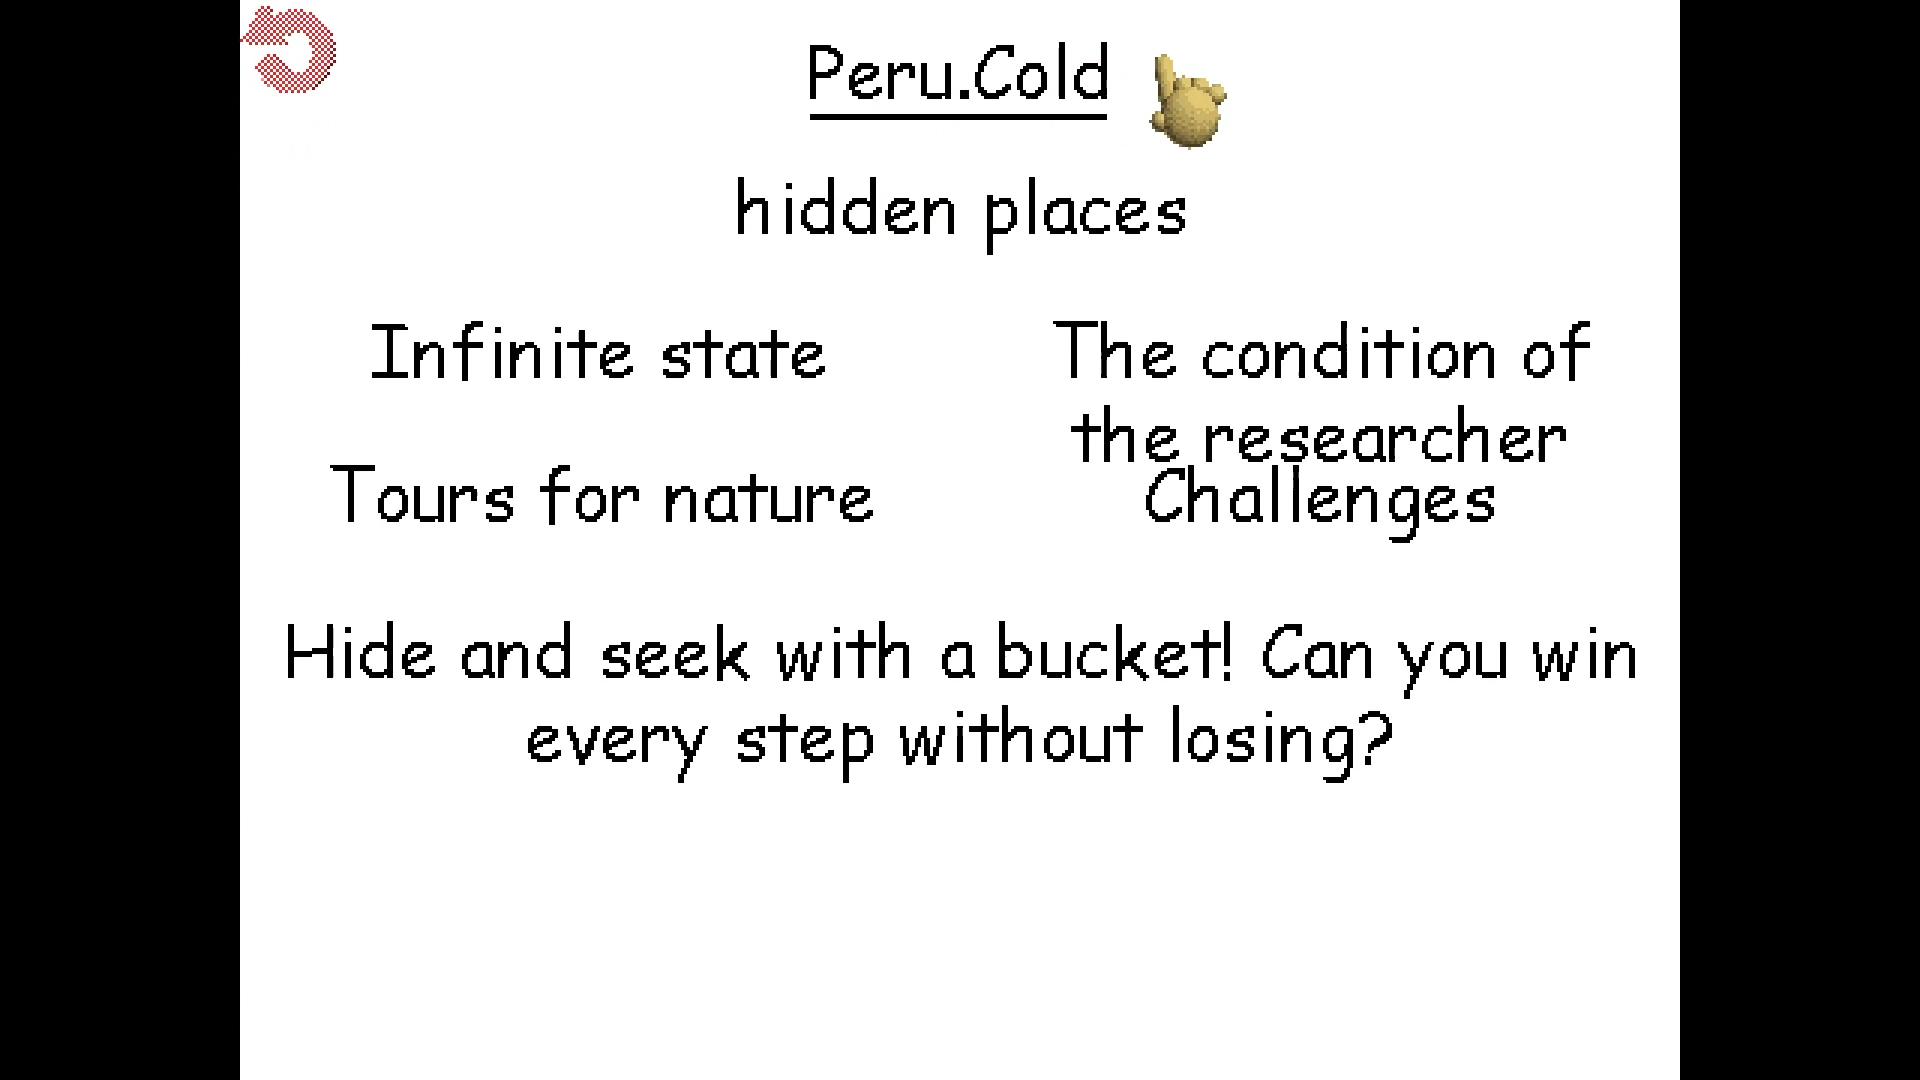 Peru.Cold
hidden places
Infinite state
The condition of
the researcher
Tours for nature
Challenges
Hide and seek with a bucket! Can you win
every step without losing?